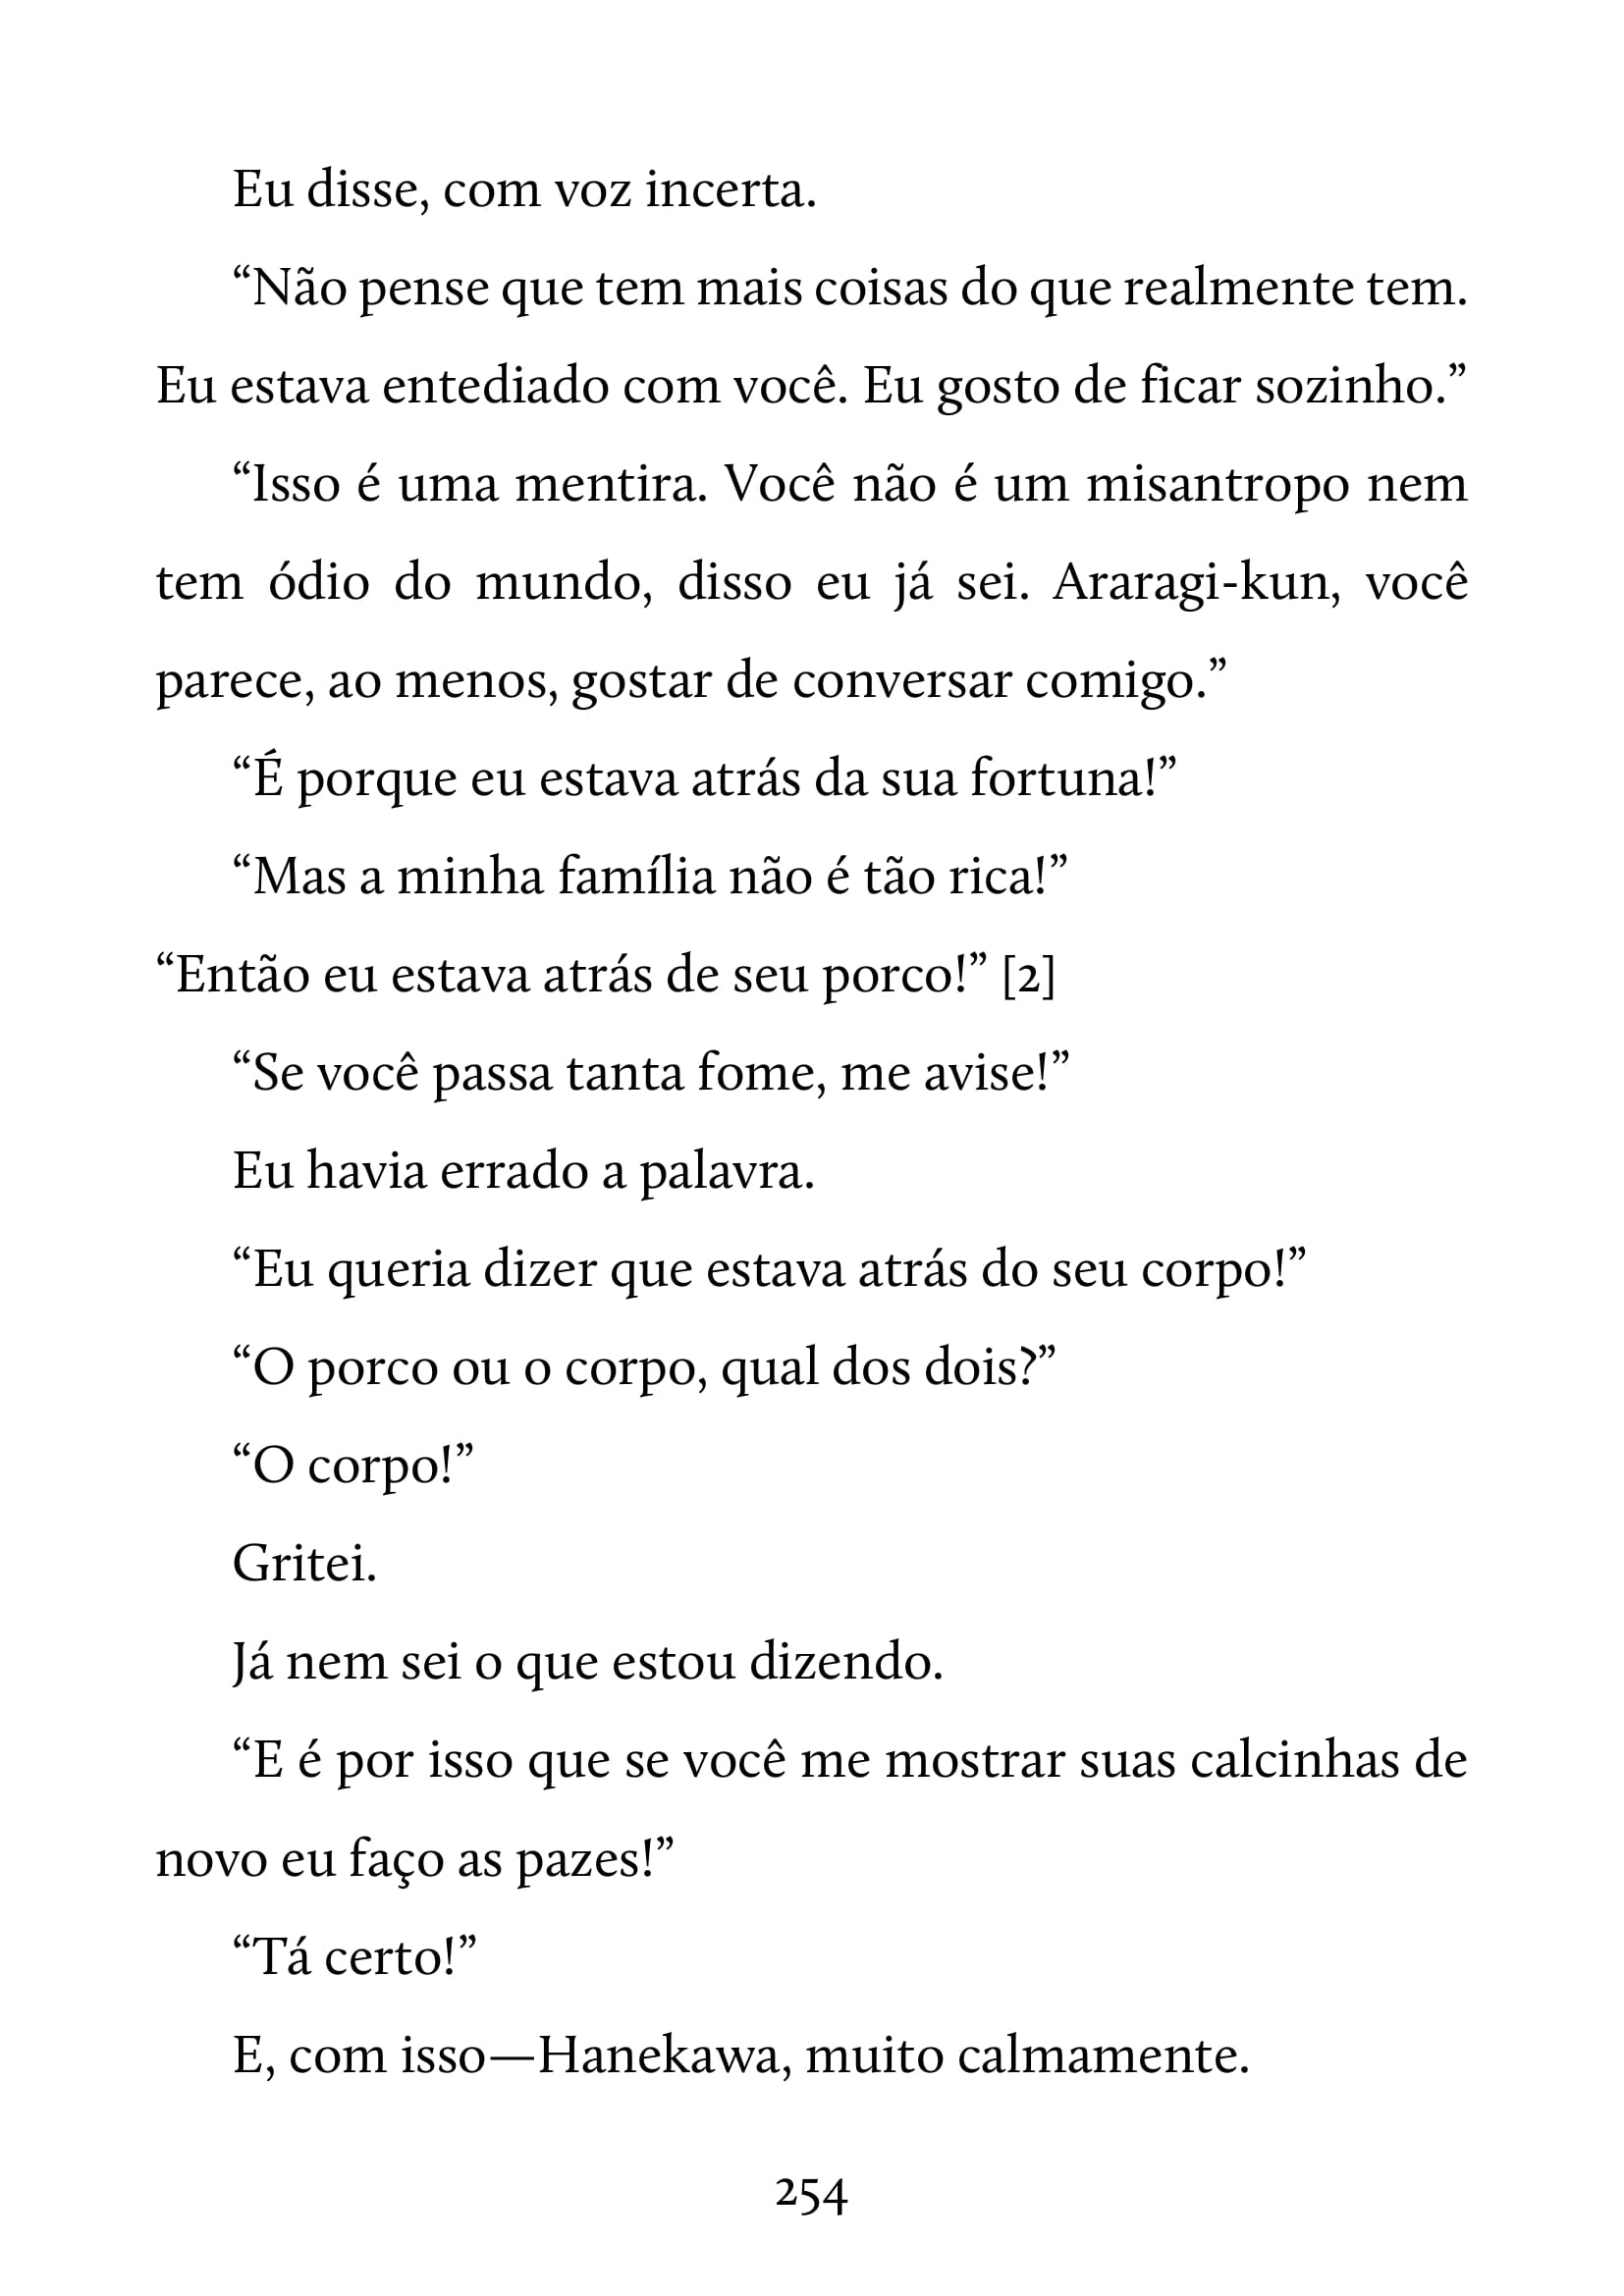 Eu disse, com voz incerta.
“Não pense que tem mais coisas do que realmente tem.
Eu estava entediado com você. Eu gosto de ficar sozinho.”
“Isso é uma mentira. Você não é um misantropo nem
tem ódio do mundo, disso eu já sei. Araragi-kun, você
parece, ao menos, gostar de conversar comigo.”
“É porque eu estava atrás da sua fortuna!”
“Mas a minha família não é tão rica!”
“Então eu estava atrás de seu porco!” [2]
“Se você passa tanta fome, me avise!”
Eu havia errado a palavra.
“Eu queria dizer que estava atrás do seu corpo!”
“O porco ou o corpo, qual dos dois?”
“O corpo!”
Gritei.
Já nem sei o que estou dizendo.
“E é por isso que se você me mostrar suas calcinhas de
novo eu faço as pazes!”
“Tá certo!”
E, com isso—Hanekawa, muito calmamente.
254